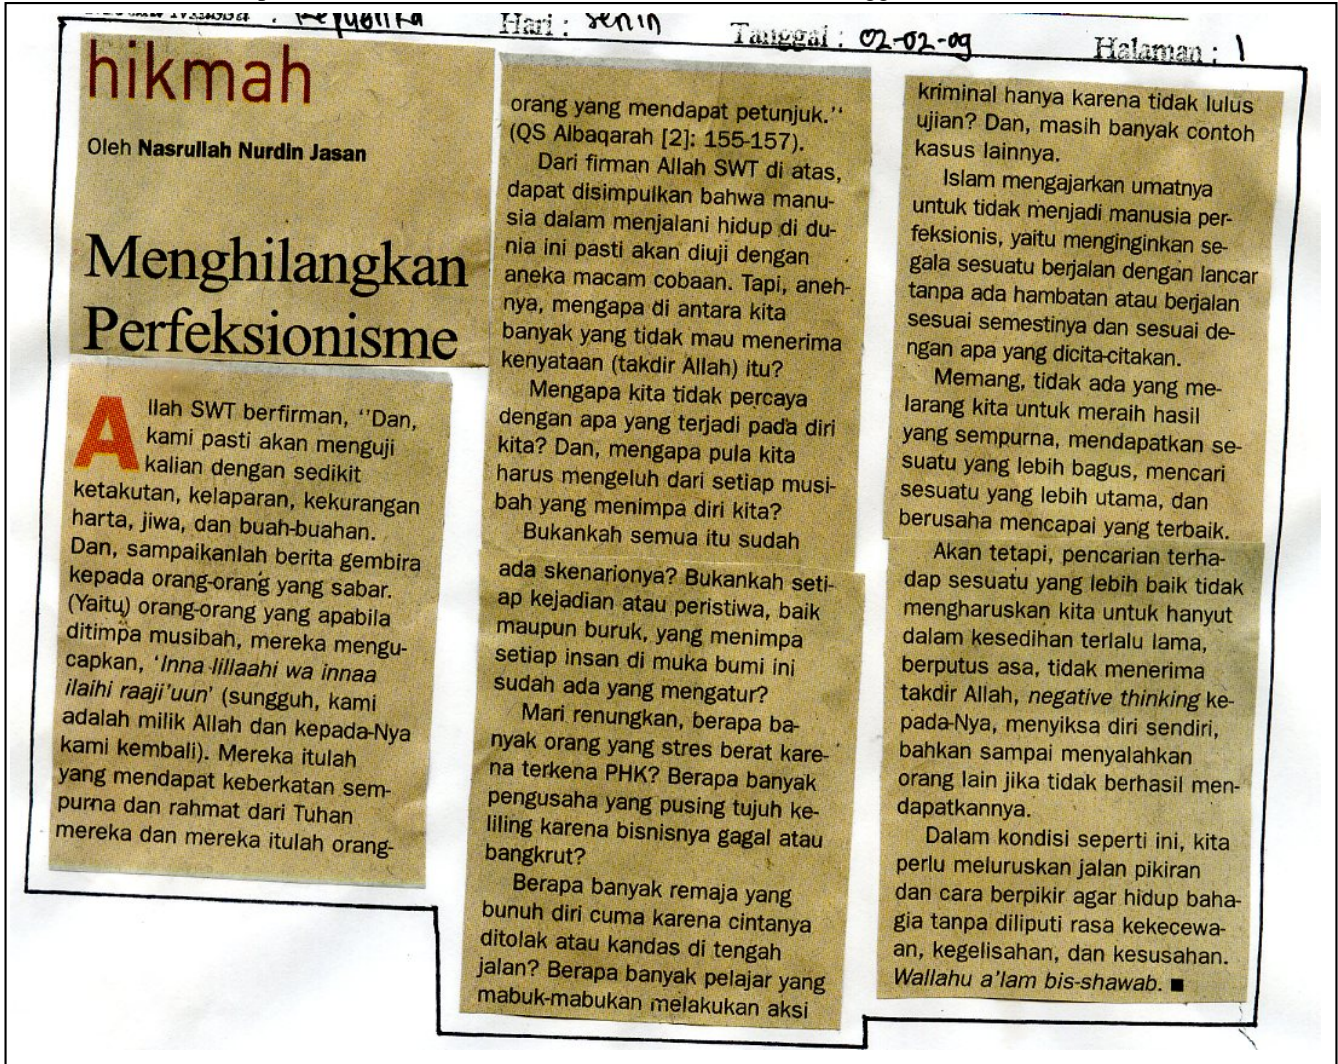 : Republika Hari : Senin Tanggal : 02-02-09 Halaman : 1
hikmah
Oleh Nasrullah Nurdin Jasan
Menghilangkan
Perfeksionisme
Allah SWT berfirman, ''Dan,
kami pasti akan menguji
kalian dengan sedikit
ketakutan, kelaparan, kekurangan
harta, jiwa, dan buah-buahan.
Dan, sampaikanlah berita gembira
kepada orang-orang yang sabar.
(Yaitu) orang-orang yang apabila
ditimpa musibah, mereka mengu-
capkan, 'Inna lillaahi wa innaa
ilaihi raaji'uun' (sungguh, kami
adalah milik Allah dan kepada-Nya
kami kembali). Mereka itulah
yang mendapat keberkatan sem-
purna dan rahmat dari Tuhan
mereka dan mereka itulah orang-
orang yang mendapat petunjuk.''
(QS Albaqarah [2]: 155-157).
Dari firman Allah SWT di atas,
dapat disimpulkan bahwa manu-
sia dalam menjalani hidup di du-
nia ini pasti akan diuji dengan
aneka macam cobaan. Tapi, aneh-
nya, mengapa di antara kita
banyak yang tidak mau menerima
kenyataan (takdir Allah) itu?
Mengapa kita tidak percaya
dengan apa yang terjadi pada diri
kita? Dan, mengapa pula kita
harus mengeluh dari setiap musi-
bah yang menimpa diri kita?
Bukankah semua itu sudah
ada skenarionya? Bukankah seti-
ap kejadian atau peristiwa, baik
maupun buruk, yang menimpa
setiap insan di muka bumi ini
sudah ada yang mengatur?
Mari renungkan, berapa ba-
nyak orang yang stres berat kare-
na terkena PHK? Berapa banyak
pengusaha yang pusing tujuh ke-
liling karena bisnisnya gagal atau
bangkrut?
Berapa banyak remaja yang
bunuh diri cuma karena cintanya
ditolak atau kandas di tengah
jalan? Berapa banyak pelajar yang
mabuk-mabukan melakukan aksi
kriminal hanya karena tidak lulus
ujian? Dan, masih banyak contoh
kasus lainnya.
Islam mengajarkan umatnya
untuk tidak menjadi manusia per-
feksionis, yaitu menginginkan se-
gala sesuatu berjalan dengan lancar
tanpa ada hambatan atau berjalan
sesuai semestinya dan sesuai de-
ngan apa yang dicita-citakan.
Memang, tidak ada yang me-
larang kita untuk meraih hasil
yang sempurna, mendapatkan se-
suatu yang lebih bagus, mencari
sesuatu yang lebih utama, dan
berusaha mencapai yang terbaik.
Akan tetapi, pencarian terha-
dap sesuatu yang lebih baik tidak
mengharuskan kita untuk hanyut
dalam kesedihan terlalu lama,
berputus asa, tidak menerima
takdir Allah, negative thinking ke-
pada-Nya, menyiksa diri sendiri,
bahkan sampai menyalahkan
orang lain jika tidak berhasil men-
dapatkannya.
Dalam kondisi seperti ini, kita
perlu meluruskan jalan pikiran
dan cara berpikir agar hidup baha-
gia tanpa diliputi rasa kekecewa-
an, kegelisahan, dan kesusahan.
Wallahu a'lam bis-shawab. ■